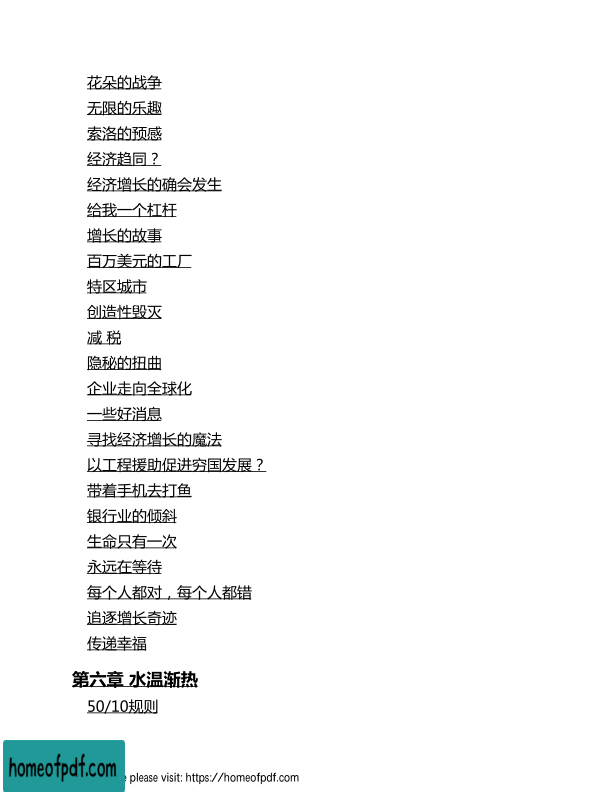 花朵的战争
无限的乐趣
索洛的预感
经济趋同？
经济增长的确会发生
给我一个杠杆
增长的故事
百万美元的工厂
特区城市
创造性毁灭
减 税
隐秘的扭曲
企业走向全球化
一些好消息
寻找经济增长的魔法
以工程援助促进穷国发展？
带着手机去打鱼
银行业的倾斜
生命只有一次
永远在等待
每个人都对，每个人都错
追逐增长奇迹
传递幸福
第六章 水温渐热
50/10规则
homeofpdf.com
please visit: https://homeofpdf.com